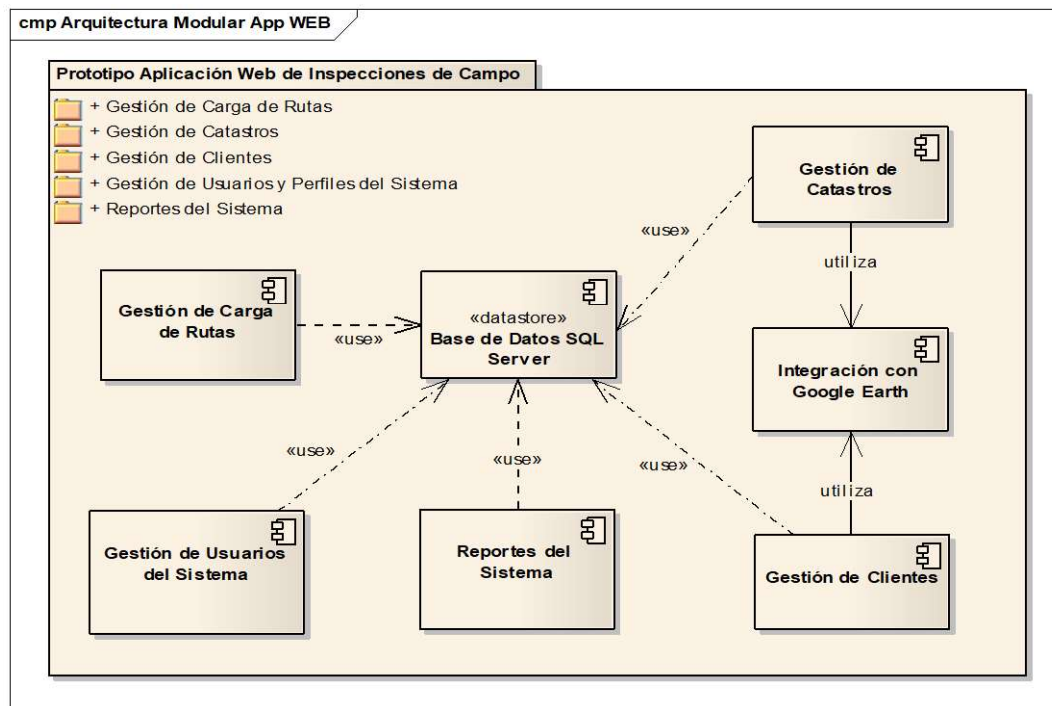 cmp Arquitectura Modular App WEB
Prototipo Aplicación Web de Inspecciones de Campo
+ Gestión de Carga de Rutas
+ Gestión de Catastros
+ Gestión de Clientes
+ Gestión de Usuarios y Perfiles del Sistema
+ Reportes del Sistema
Gestión de
Catastros
«use»
utiliza
Gestión de Carga
de Rutas
«use»
«datastore»
Base de Datos SQL
Server
Integración con
Google Earth
«use»
«use»
«use»
utiliza
Gestión de Usuarios
del Sistema
Reportes del
Sistema
Gestión de Clientes